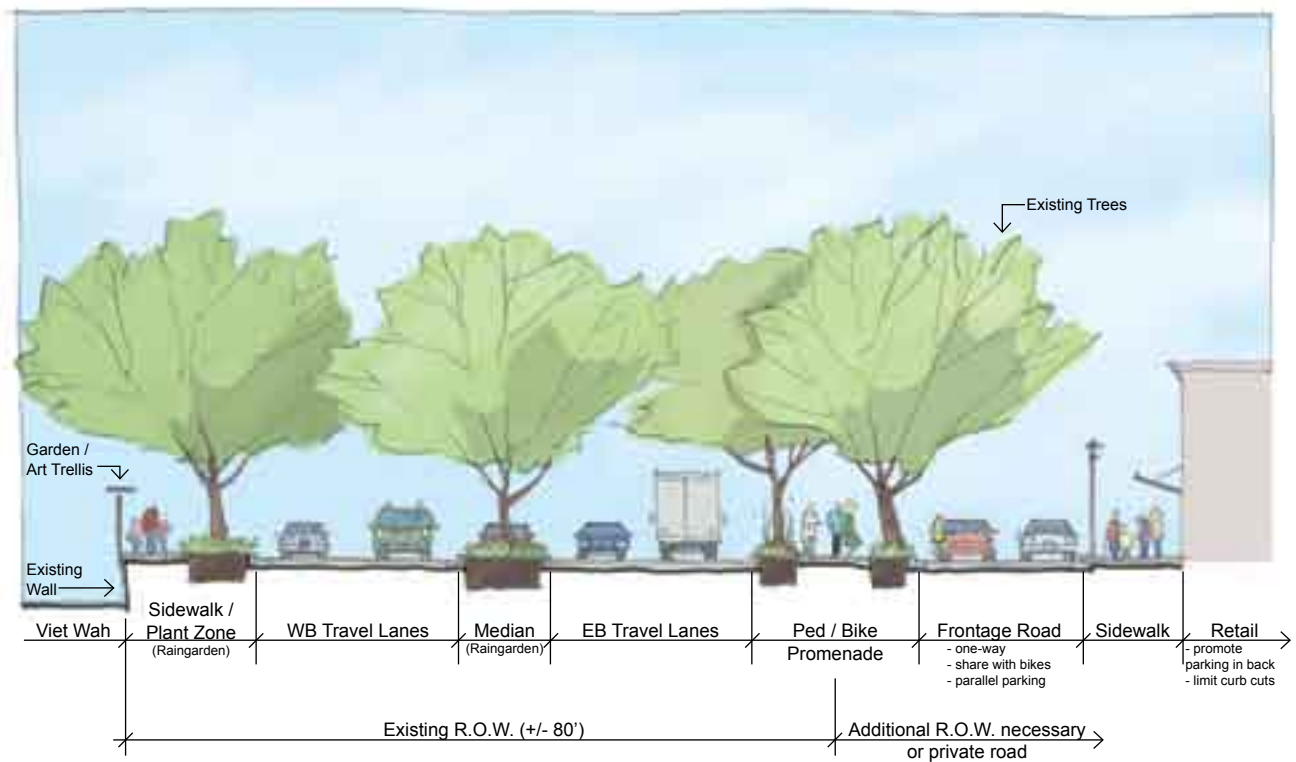 Existing Trees
Garden /
Art Trellis
Existing
Wall
Viet Wah
Sidewalk /
Plant Zone
(Raingarden)
WB Travel Lanes
Median
(Raingarden)
EB Travel Lanes
Ped / Bike
Promenade
Frontage Road
- one-way
- share with bikes
- parallel parking
Sidewalk
Retail
- promote
parking in back
- limit curb cuts
Existing R.O.W. (+/- 80’)
Additional R.O.W. necessary
or private road